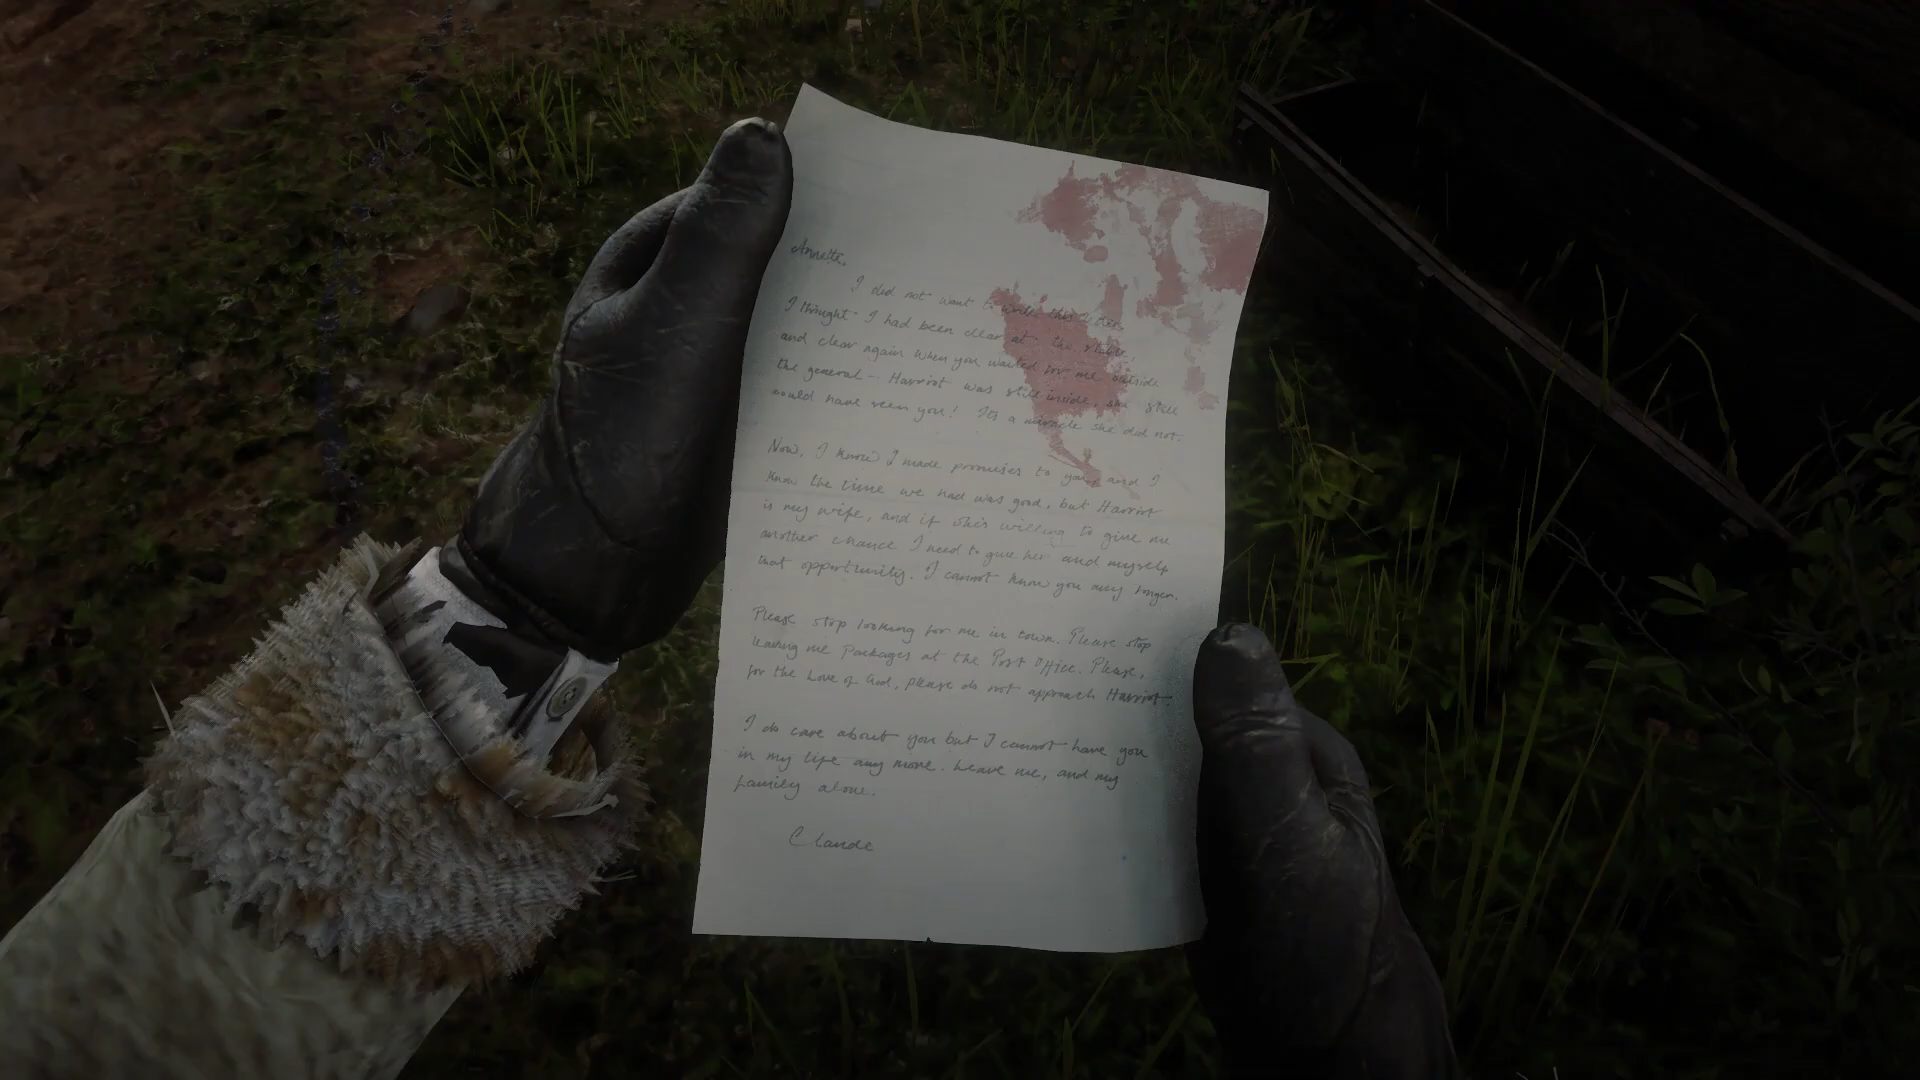 Annette,
I did not want to write this letter.
I thought I had been clear at the stable,
and clear again when you waited for me outside
the general - Harriot was still inside, she still
could have seen you! Its a miracle she did not.
Now, I know I made promises to you, and I
know the time we had was good, but Harriot
is my wife, and if she's willing to give me
another chance I need to give her and myself
that opportunity. I cannot know you any longer.
Please stop looking for me in town. Please stop
leaving me packages at the Post Office. Please,
for the Love of God, please do not approach Harriot.
I do care about you but I cannot have you
in my life any more. Leave me, and my
family alone.
Claude